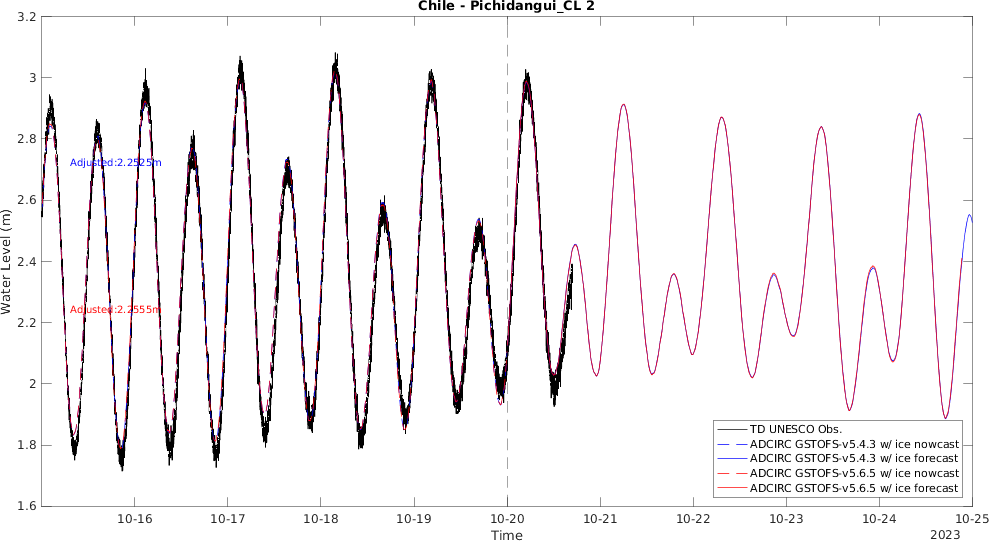 Chile - Pichidangui_CL 2
3.2
3
2.8
2.6
2.4
2.2
2
1.8
1.6
Water Level (m)
Adjusted:2.2525m
Adjusted:2.2555m
TD UNESCO Obs.
ADCIRC GSTOFS-v5.4.3 w/ ice nowcast
ADCIRC GSTOFS-v5.4.3 w/ ice forecast
ADCIRC GSTOFS-v5.6.5 w/ ice nowcast
ADCIRC GSTOFS-v5.6.5 w/ ice forecast
10-16 10-17 10-18 10-19 10-20 10-21 10-22 10-23 10-24 10-25
Time
2023